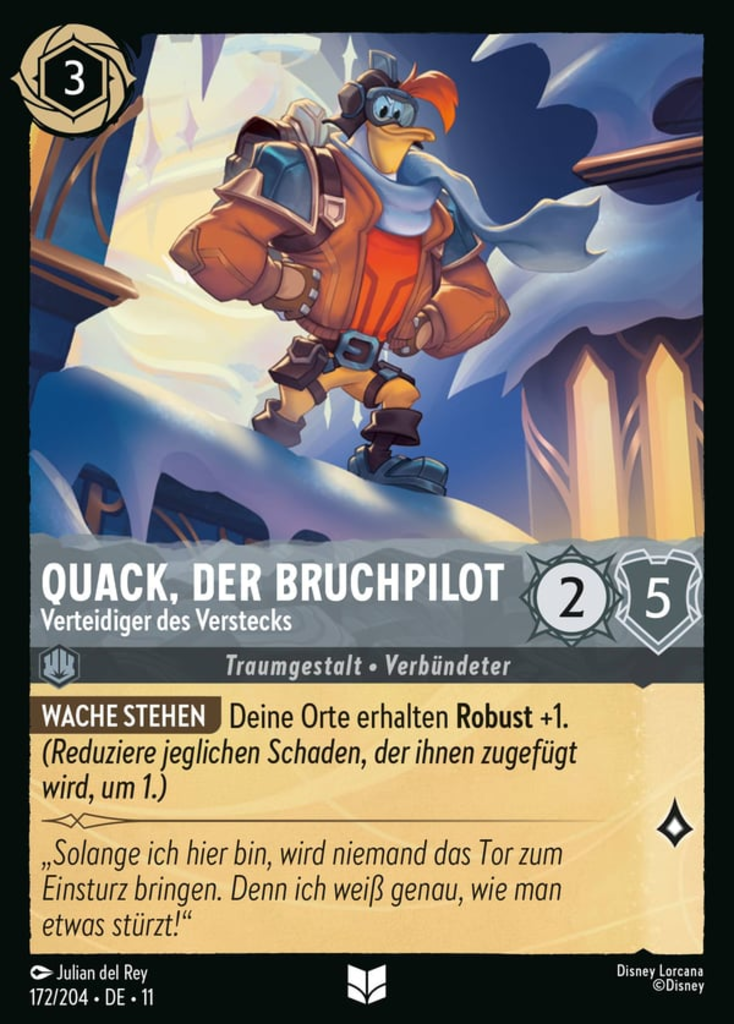 3
QUACK, DER BRUCHPILOT
Verteidiger des Verstecks
2
5
Traumgestalt • Verbündeter
WACHE STEHEN Deine Orte erhalten Robust +1.
(Reduziere jeglichen Schaden, der ihnen zugefügt
wird, um 1.)
„Solange ich hier bin, wird niemand das Tor zum
Einsturz bringen. Denn ich weiß genau, wie man
etwas stürzt!“
Julian del Rey
172/204 • DE • 11
Disney Lorcana
©Disney